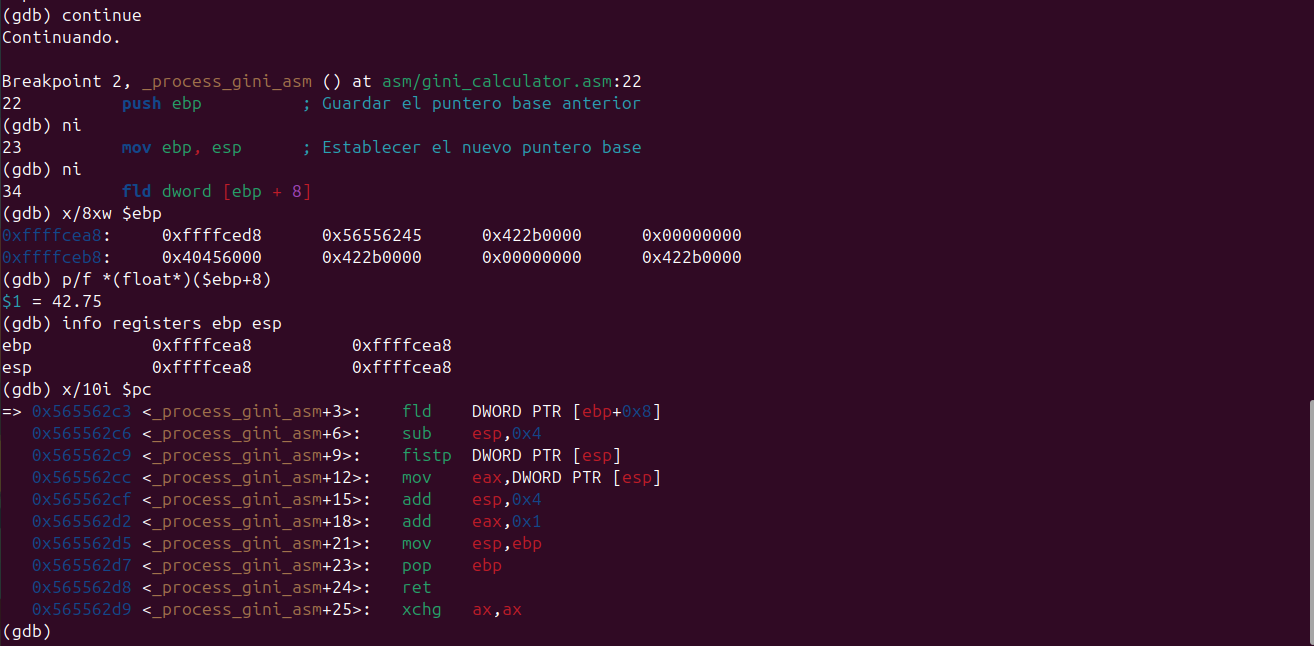 (gdb) continue
Continuando.

Breakpoint 2, _process_gini_asm () at asm/gini_calculator.asm:22
22          push ebp         ; Guardar el puntero base anterior
(gdb) ni
23          mov ebp, esp      ; Establecer el nuevo puntero base
(gdb) ni
34          fld dword [ebp + 8]
(gdb) x/8xw $ebp
0xffffcea8:     0xffffced8      0x56556245      0x422b0000      0x00000000
0xffffceb8:     0x40456000      0x422b0000      0x00000000      0x422b0000
(gdb) p/f *(float*)($ebp+8)
$1 = 42.75
(gdb) info registers ebp esp
ebp            0xffffcea8          0xffffcea8
esp            0xffffcea8          0xffffcea8
(gdb) x/10i $pc
=> 0x565562c3 <_process_gini_asm+3>:    fld    DWORD PTR [ebp+0x8]
   0x565562c6 <_process_gini_asm+6>:    sub    esp,0x4
   0x565562c9 <_process_gini_asm+9>:    fistp  DWORD PTR [esp]
   0x565562cc <_process_gini_asm+12>:   mov    eax,DWORD PTR [esp]
   0x565562cf <_process_gini_asm+15>:   add    esp,0x4
   0x565562d2 <_process_gini_asm+18>:   add    eax,0x1
   0x565562d5 <_process_gini_asm+21>:   mov    esp,ebp
   0x565562d7 <_process_gini_asm+23>:   pop    ebp
   0x565562d8 <_process_gini_asm+24>:   ret
   0x565562d9 <_process_gini_asm+25>:   xchg   ax,ax
(gdb)